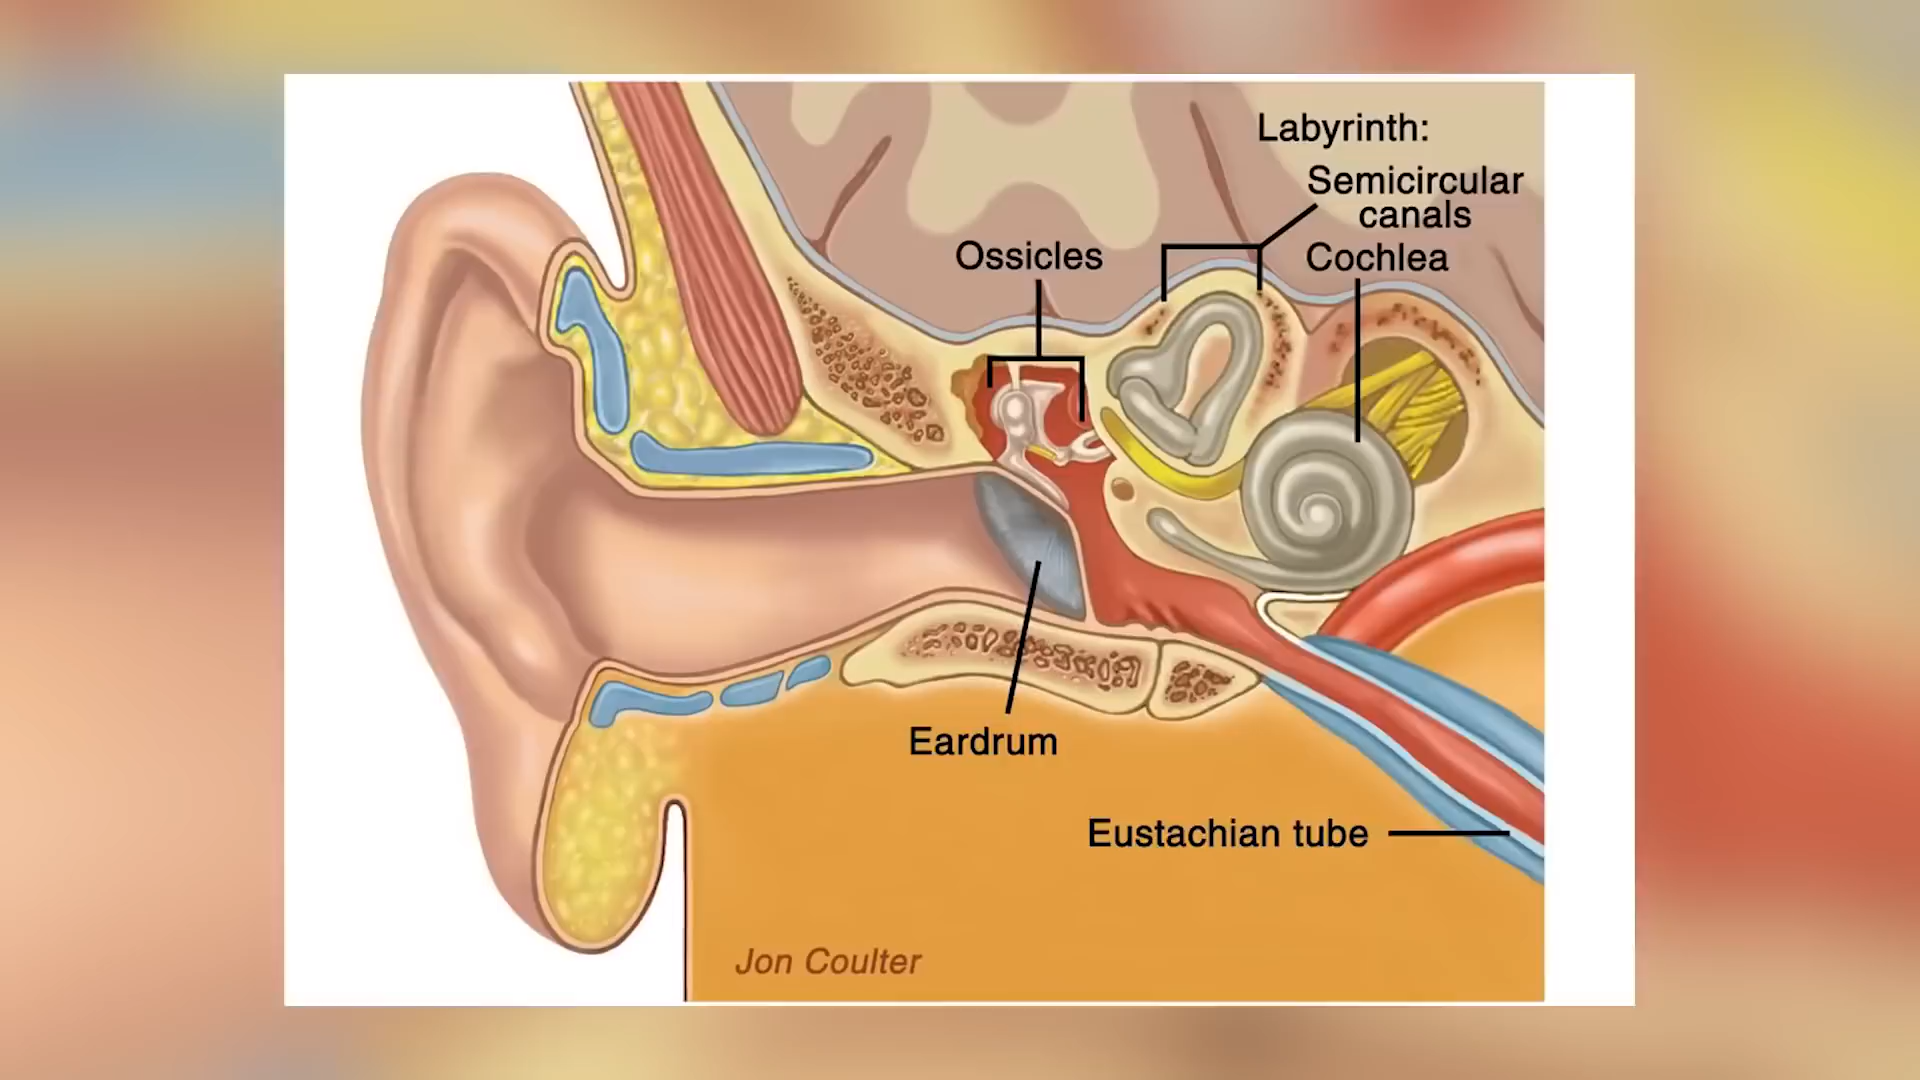 Labyrinth:
Semicircular
canals
Ossicles
Cochlea
Eardrum
Eustachian tube
Jon Coulter